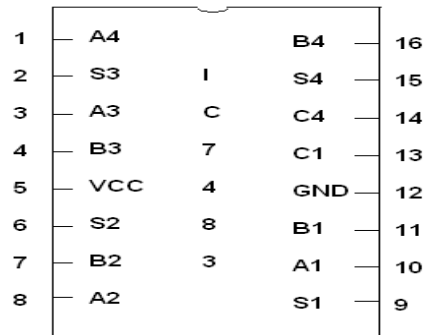 1 A4 B4 16
2 S3 I S4 15
3 A3 C C4 14
4 B3 7 C1 13
5 VCC 4 GND 12
6 S2 8 B1 11
7 B2 3 A1 10
8 A2 S1 9